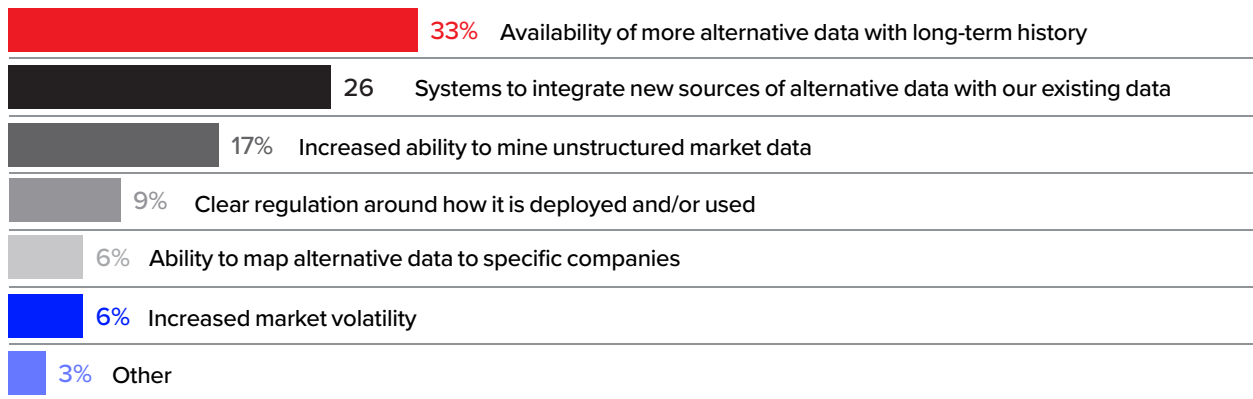 33% Availability of more alternative data with long-term history
26 Systems to integrate new sources of alternative data with our existing data
17% Increased ability to mine unstructured market data
9% Clear regulation around how it is deployed and/or used
6% Ability to map alternative data to specific companies
6% Increased market volatility
3% Other